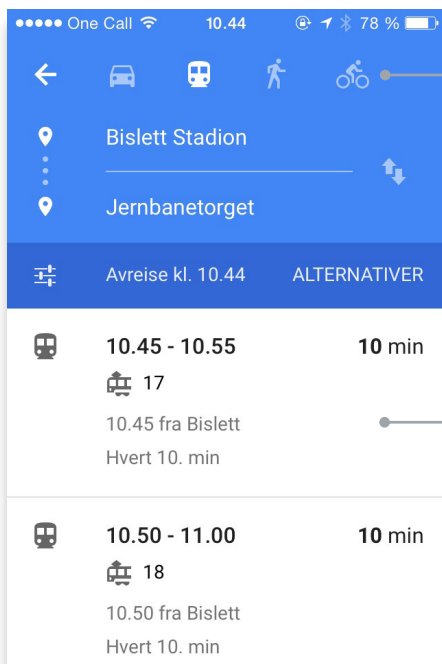 One Call 10.44 78 %
Bislett Stadion
Jernbanetorget
Avreise kl. 10.44 ALTERNATIVER
10.45 - 10.55 10 min
17
10.45 fra Bislett
Hvert 10. min
10.50 - 11.00 10 min
18
10.50 fra Bislett
Hvert 10. min